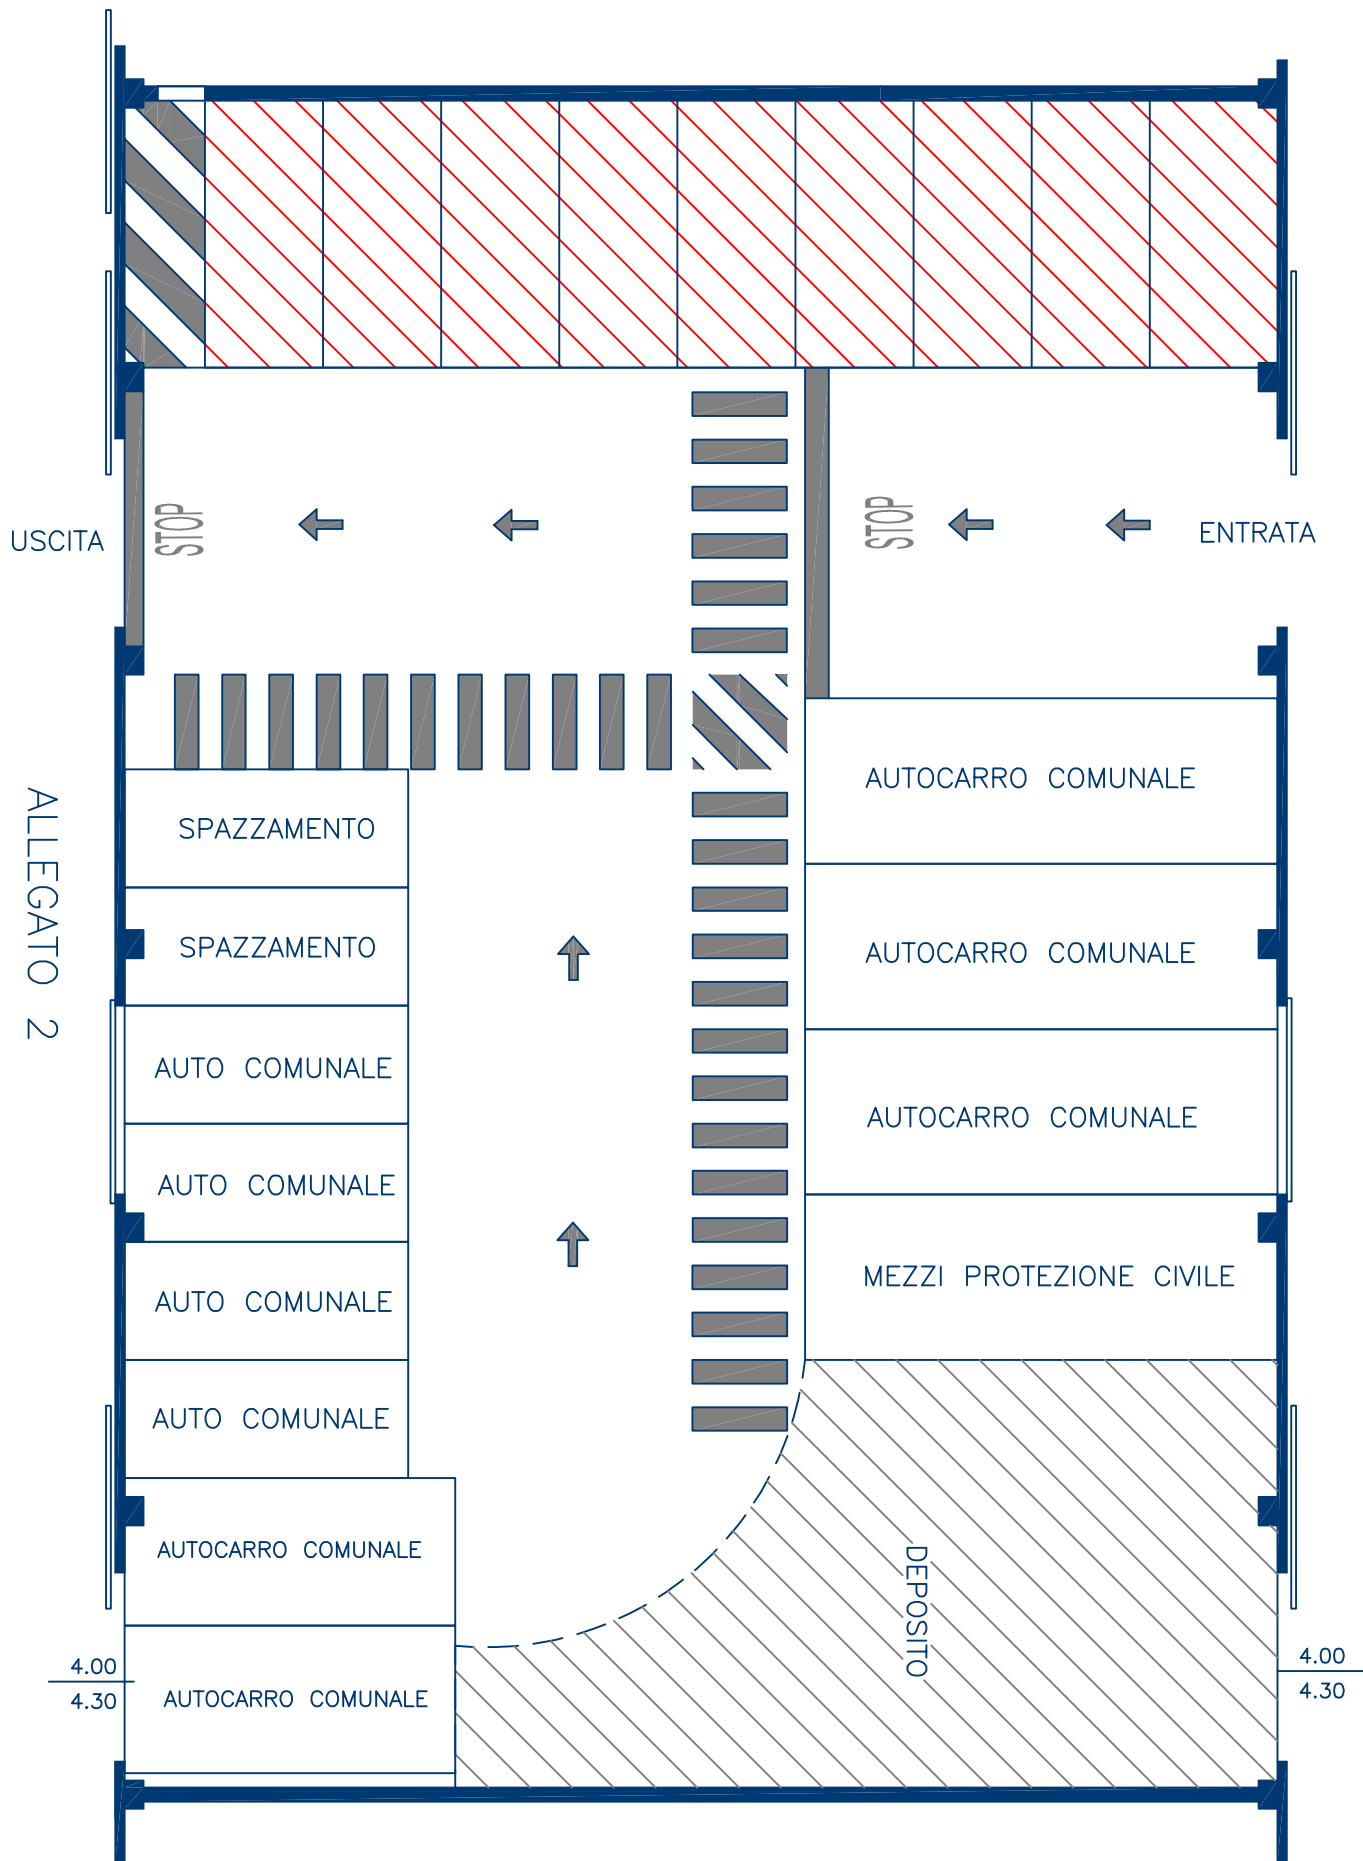 STOP
STOP
USCITA
ENTRATA
AUTOCARRO COMUNALE
SPAZZAMENTO
ALLEGATO 2
SPAZZAMENTO
AUTOCARRO COMUNALE
AUTO COMUNALE
AUTOCARRO COMUNALE
AUTO COMUNALE
MEZZI PROTEZIONE CIVILE
AUTO COMUNALE
AUTO COMUNALE
AUTOCARRO COMUNALE
DEPOSITO
4.00
4.30
AUTOCARRO COMUNALE
4.00
4.30